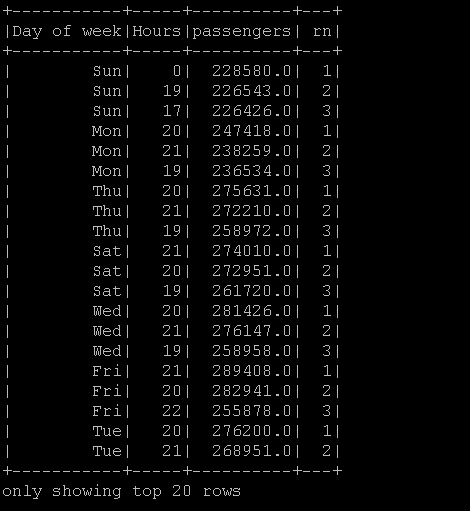 +-----------+-----+----------+---+
|Day of week|Hours|passengers| rn|
+-----------+-----+----------+---+
|        Sun|    0|  228580.0|  1|
|        Sun|   19|  226543.0|  2|
|        Sun|   17|  226426.0|  3|
|        Mon|   20|  247418.0|  1|
|        Mon|   21|  238259.0|  2|
|        Mon|   19|  236534.0|  3|
|        Thu|   20|  275631.0|  1|
|        Thu|   21|  272210.0|  2|
|        Thu|   19|  258972.0|  3|
|        Sat|   21|  274010.0|  1|
|        Sat|   20|  272951.0|  2|
|        Sat|   19|  261720.0|  3|
|        Wed|   20|  281426.0|  1|
|        Wed|   21|  276147.0|  2|
|        Wed|   19|  258958.0|  3|
|        Fri|   21|  289408.0|  1|
|        Fri|   20|  282941.0|  2|
|        Fri|   22|  255878.0|  3|
|        Tue|   20|  276200.0|  1|
|        Tue|   21|  268951.0|  2|
+-----------+-----+----------+---+
only showing top 20 rows